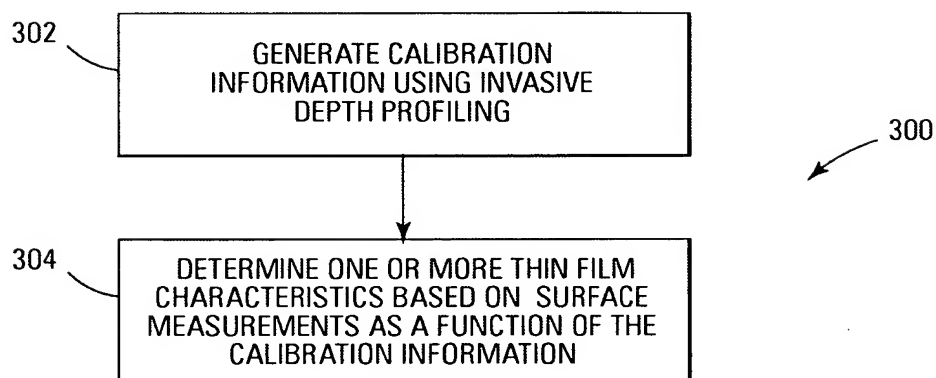 302
GENERATE CALIBRATION
INFORMATION USING INVASIVE
DEPTH PROFILING
300
304
DETERMINE ONE OR MORE THIN FILM
CHARACTERISTICS BASED ON SURFACE
MEASUREMENTS AS A FUNCTION OF THE
CALIBRATION INFORMATION